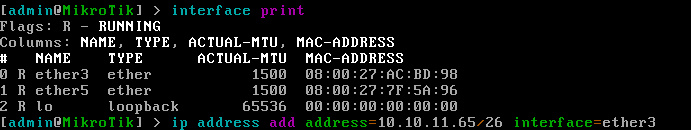 [admin@MikroTik] > interface print
Flags: R - RUNNING
Columns: NAME, TYPE, ACTUAL-MTU, MAC-ADDRESS
#   NAME    TYPE      ACTUAL-MTU  MAC-ADDRESS
0 R ether3  ether           1500  08:00:27:AC:BD:98
1 R ether5  ether           1500  08:00:27:7F:5A:96
2 R lo      loopback       65536  00:00:00:00:00:00
[admin@MikroTik] > ip address add address=10.10.11.65/26 interface=ether3